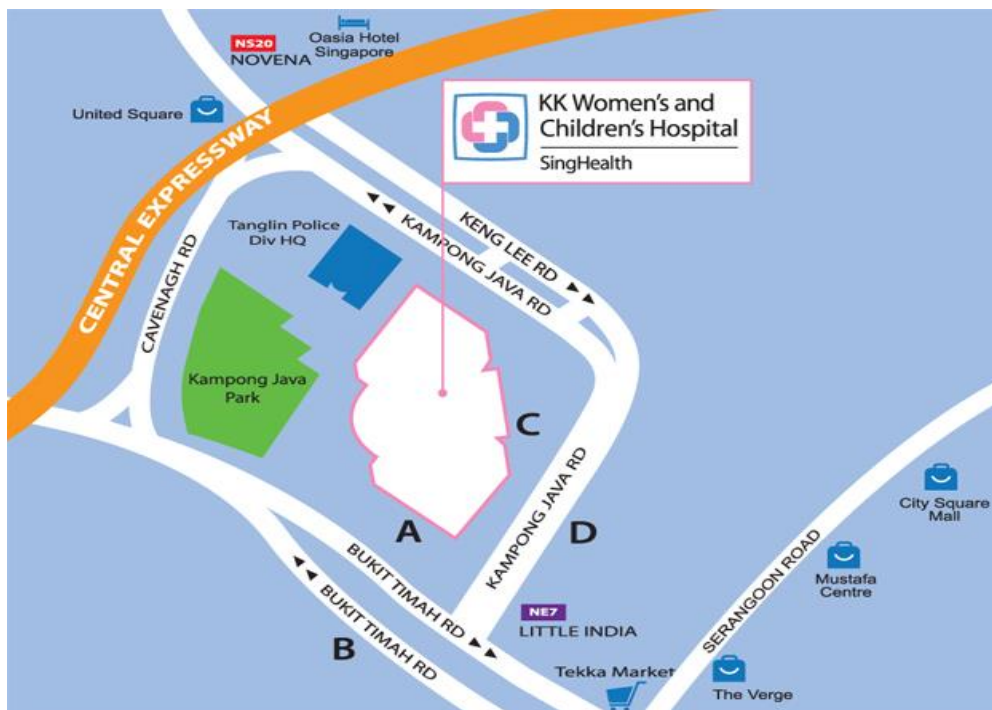 NS20
NOVENA
Oasia Hotel
Singapore
United Square
CENTRAL EXPRESSWAY
KK Women's and
Children's Hospital
SingHealth
Tanglin Police
Div HQ
KENG LEE RD
KAMPONG JAVA RD
CAVENAGH RD
Kampong Java
Park
C
A
KAMPONG JAVA RD
D
BUKIT TIMAH RD
BUKIT TIMAH RD
B
NE7
LITTLE INDIA
City Square
Mall
Mustafa
Centre
SERANGOON ROAD
Tekka Market
The Verge